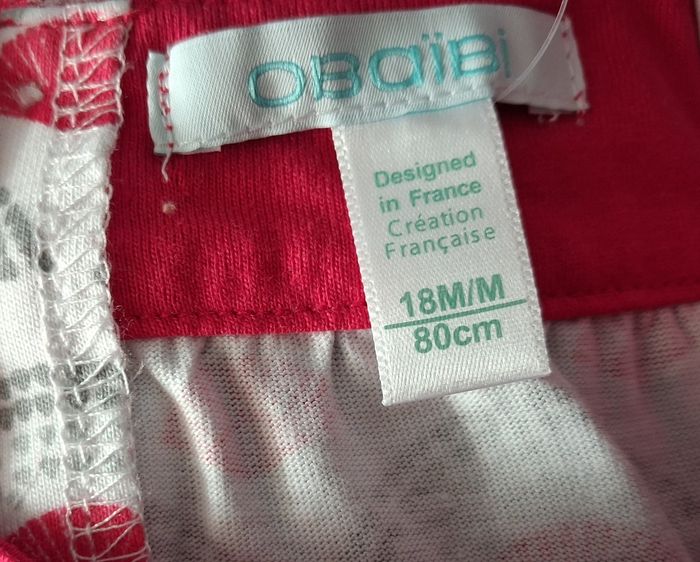 OBaïBi
Designed
in France
Création
Française
18M/M
80cm